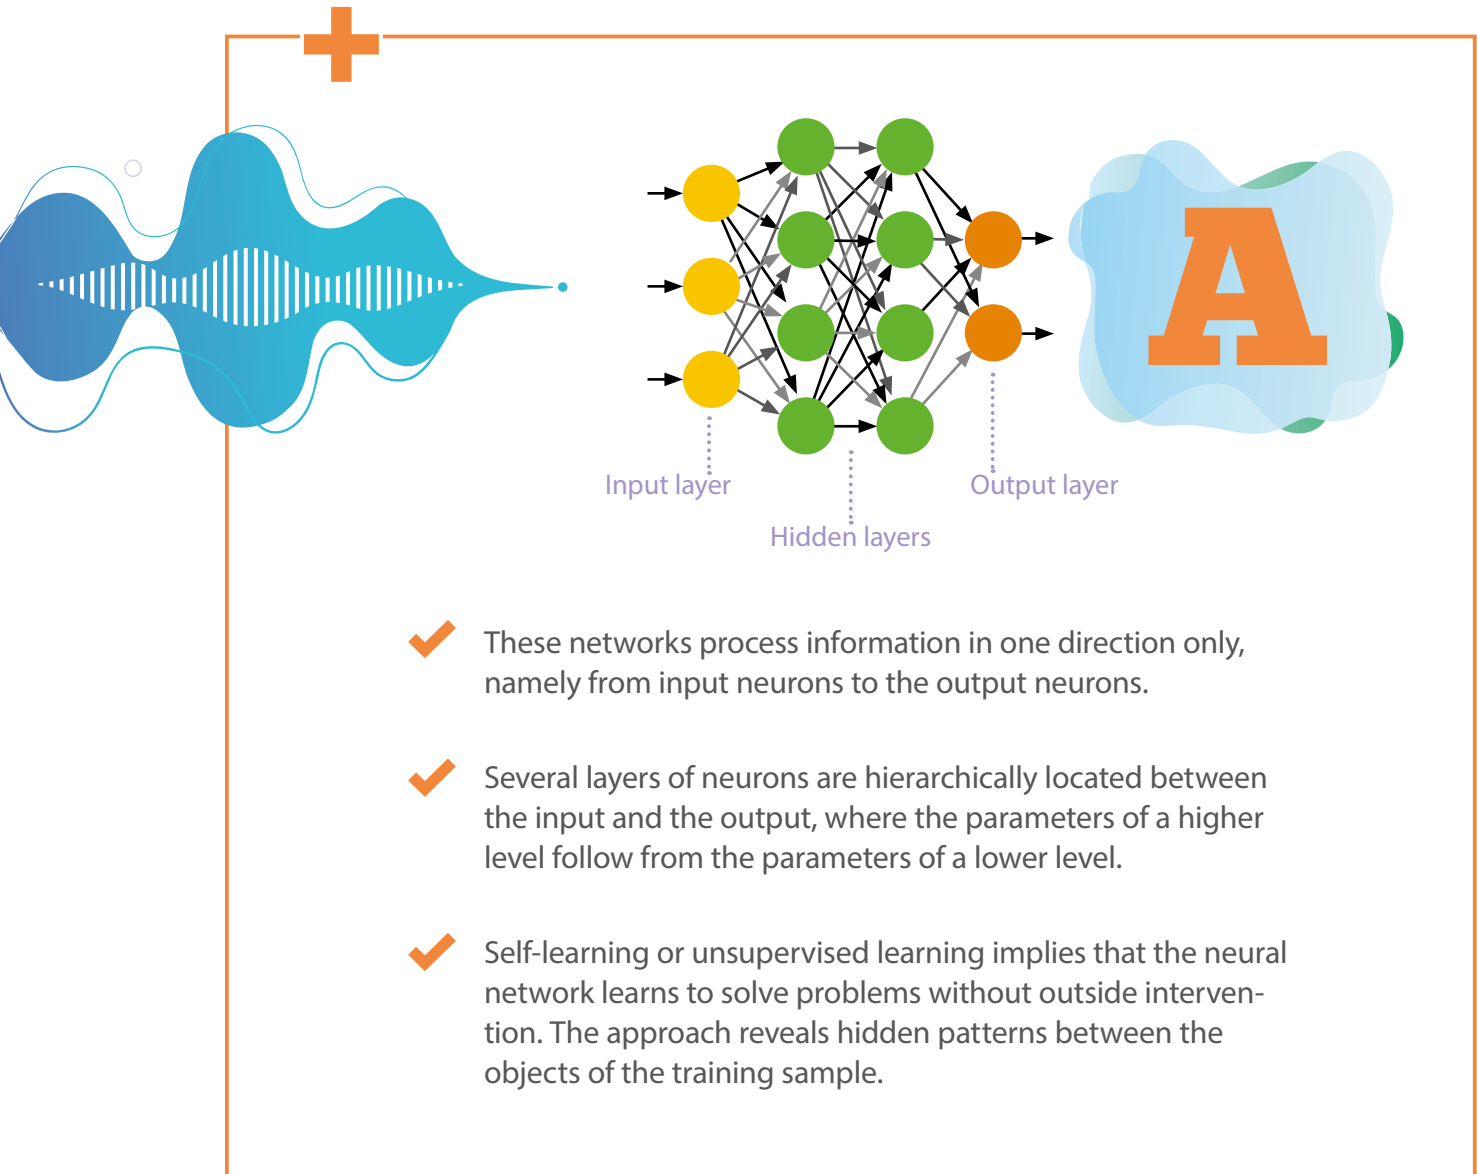 A
Input layer
Output layer
Hidden layers
These networks process information in one direction only,
namely from input neurons to the output neurons.
Several layers of neurons are hierarchically located between
the input and the output, where the parameters of a higher
level follow from the parameters of a lower level.
Self-learning or unsupervised learning implies that the neural
network learns to solve problems without outside interven-
tion. The approach reveals hidden patterns between the
objects of the training sample.